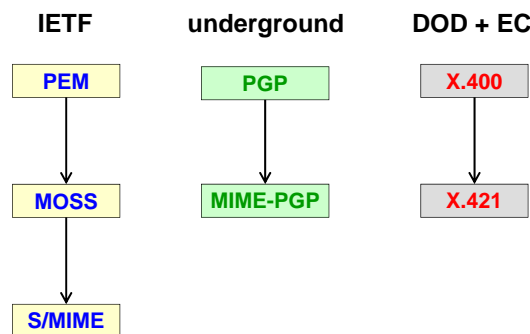 IETF underground DOD + EC
PEM PGP X.400
MOSS MIME-PGP X.421
S/MIME